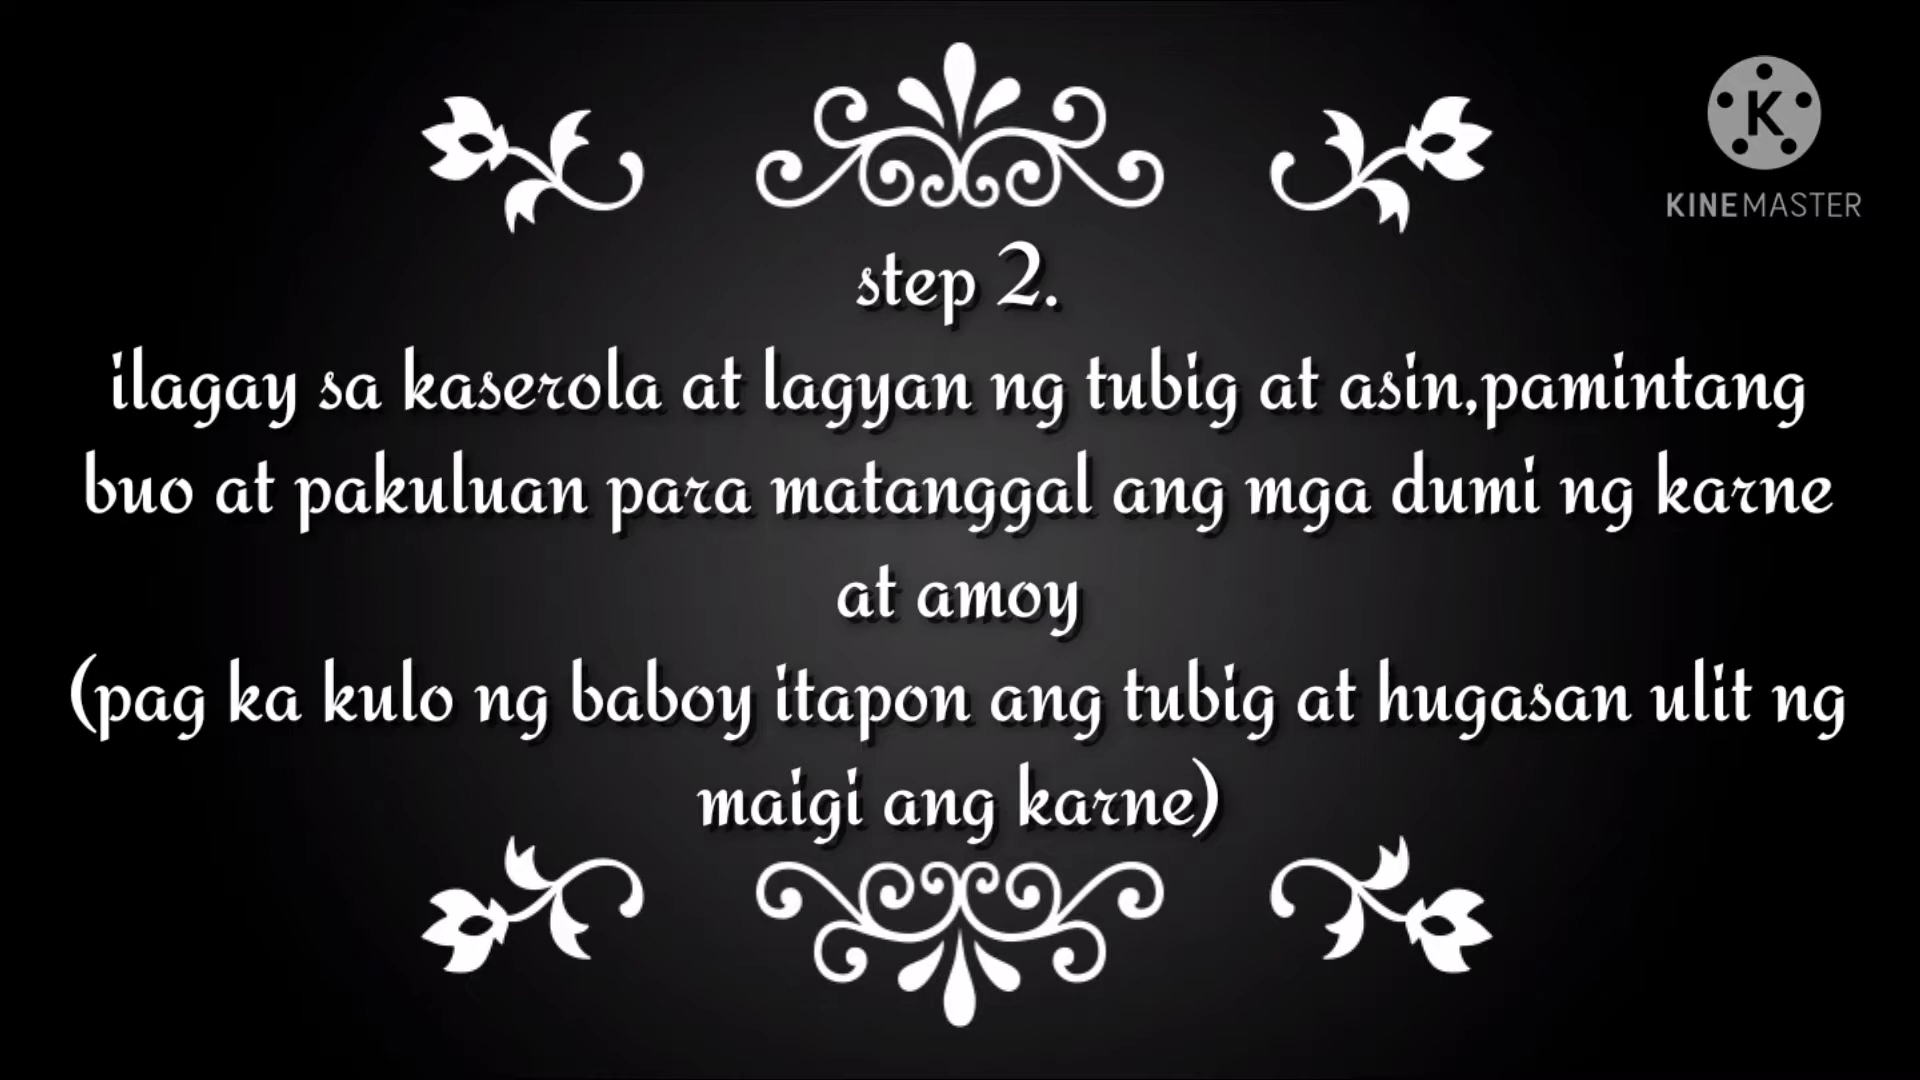 K
KINEMASTER
step 2.
ilagay sa kaserola at lagyan ng tubig at asin,pamintang
buo at pakuluan para matanggal ang mga dumi ng karne
at amoy
(pag ka kulo ng baboy itapon ang tubig at hugasan ulit ng
maigi ang karne)